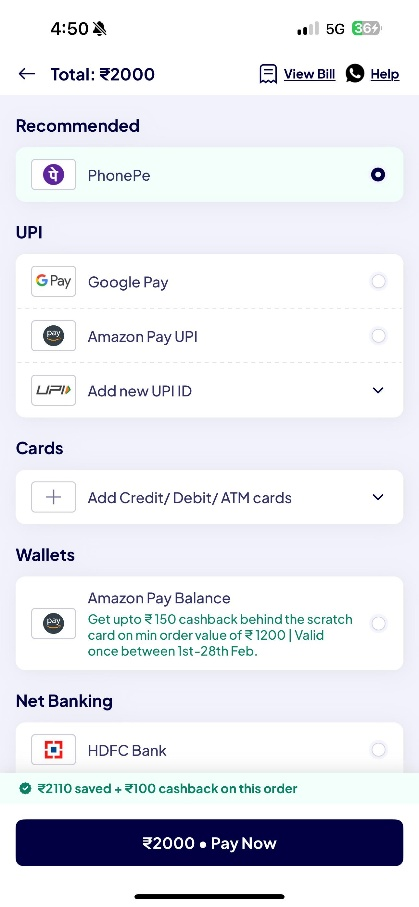 4:50
5G
36
Total: ₹2000
View Bill
Help
Recommended
पे
PhonePe
UPI
G Pay
Google Pay
pay
Amazon Pay UPI
UPI
Add new UPI ID
Cards
Add Credit/ Debit/ ATM cards
Wallets
Amazon Pay Balance
pay
Get upto ₹ 150 cashback behind the scratch
card on min order value of ₹ 1200 | Valid
once between 1st-28th Feb.
Net Banking
HDFC Bank
₹2110 saved + ₹100 cashback on this order
₹2000 • Pay Now